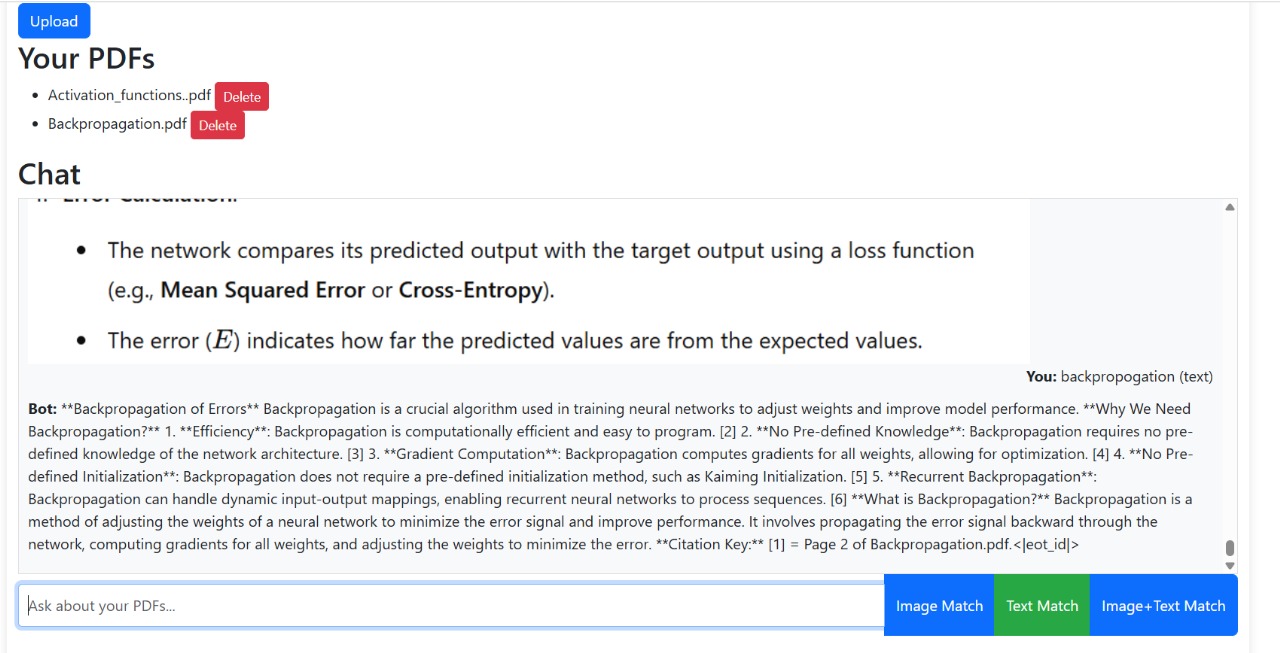 Upload
Your PDFs
• Activation_functions..pdf Delete
• Backpropagation.pdf Delete
Chat
Error Calculation:
• The network compares its predicted output with the target output using a loss function
(e.g., Mean Squared Error or Cross-Entropy).
• The error (E) indicates how far the predicted values are from the expected values.
You: backpropogation (text)
Bot: **Backpropagation of Errors** Backpropagation is a crucial algorithm used in training neural networks to adjust weights and improve model performance. **Why We Need
Backpropagation?** 1. **Efficiency**: Backpropagation is computationally efficient and easy to program. [2] 2. **No Pre-defined Knowledge**: Backpropagation requires no pre-
defined knowledge of the network architecture. [3] 3. **Gradient Computation**: Backpropagation computes gradients for all weights, allowing for optimization. [4] 4. **No Pre-
defined Initialization**: Backpropagation does not require a pre-defined initialization method, such as Kaiming Initialization. [5] 5. **Recurrent Backpropagation**:
Backpropagation can handle dynamic input-output mappings, enabling recurrent neural networks to process sequences. [6] **What is Backpropagation?** Backpropagation is a
method of adjusting the weights of a neural network to minimize the error signal and improve performance. It involves propagating the error signal backward through the
network, computing gradients for all weights, and adjusting the weights to minimize the error. **Citation Key:** [1] = Page 2 of Backpropagation.pdf.<|eot_id|>
Ask about your PDFs... Image Match Text Match Image+Text Match